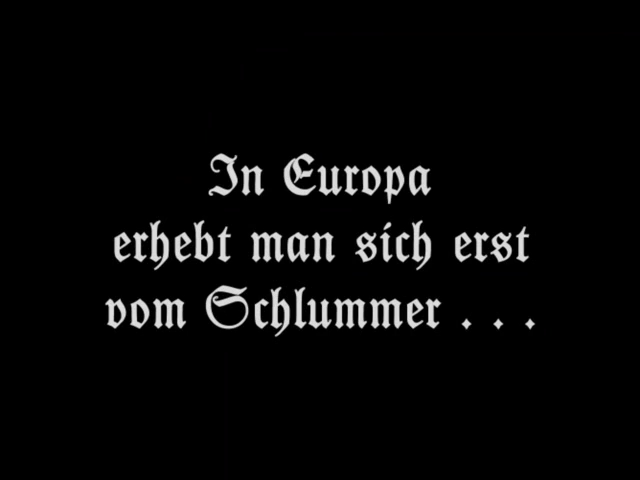 In Europa
erhebt man sich erst
vom Schlummer . . .